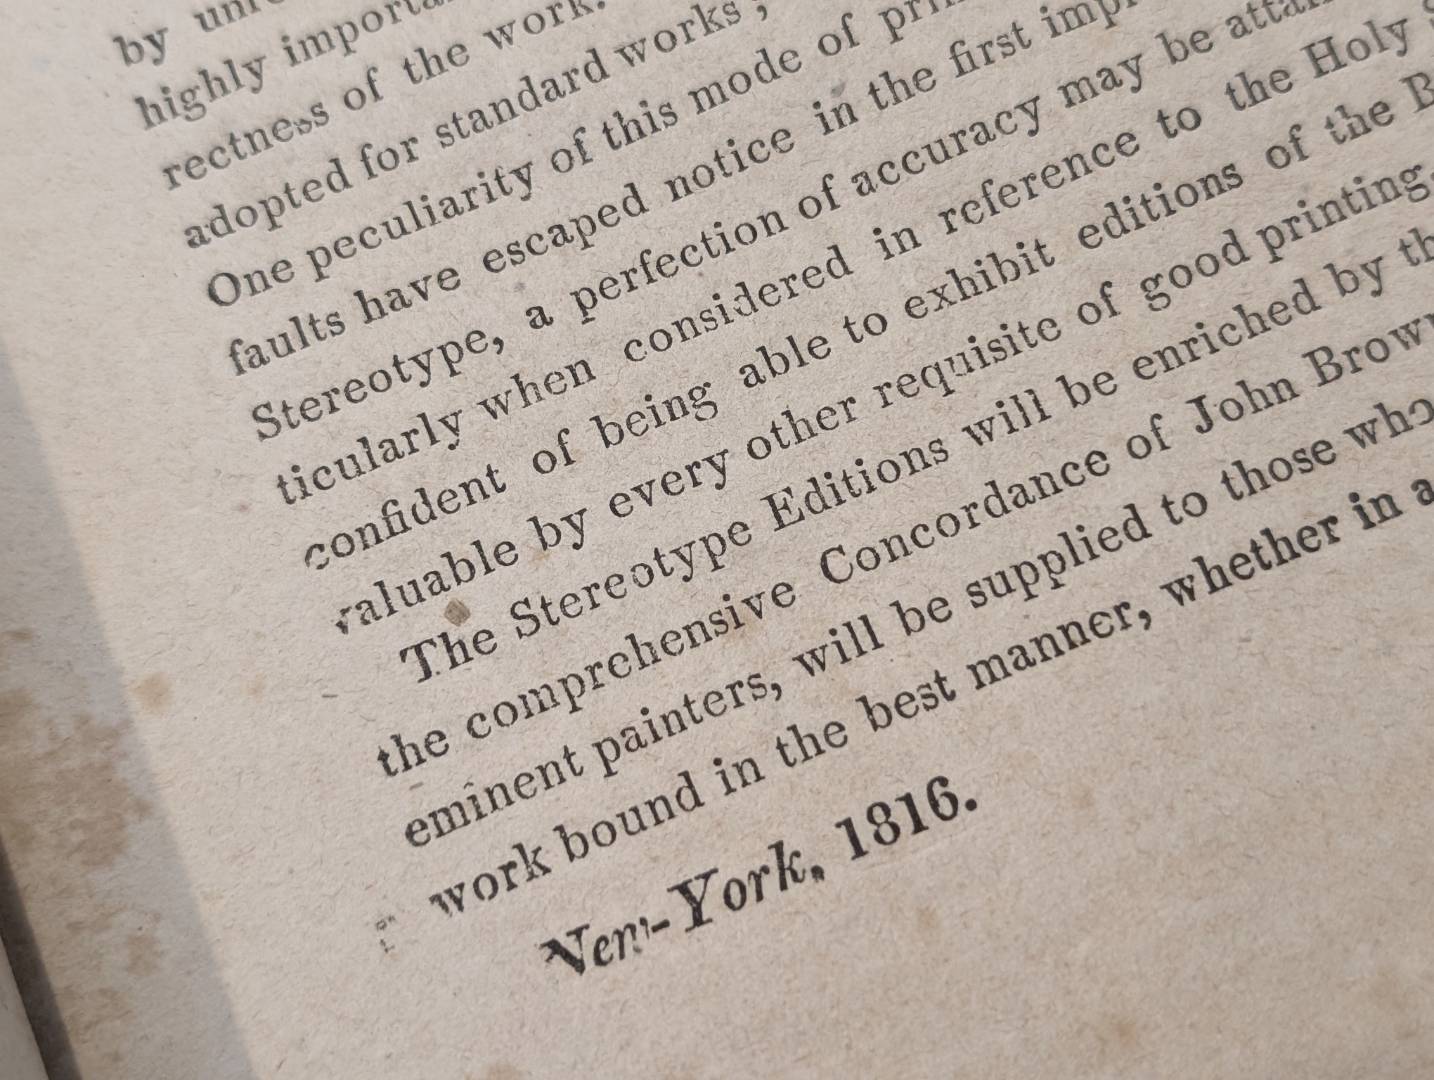 by
highly
rectness of the work.
adopted for standard works;
One peculiarity of this mode of
faults have escaped notice in the first
Stereotype, a perfection of accuracy may be
ticularly when considered in reference to the Holy
confident of being able to exhibit editions of the
valuable by every other requisite of good printing.
The Stereotype Editions will be enriched by
the comprehensive Concordance of John
eminent painters, will be supplied to those who
work bound in the best manner, whether in a
New-York, 1816.